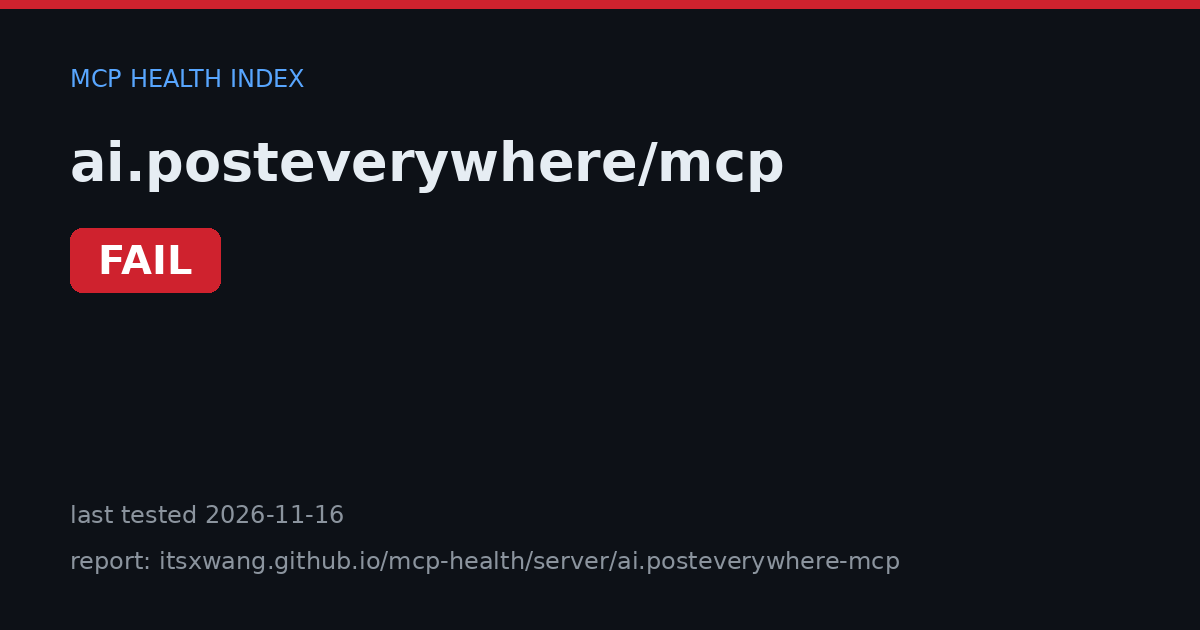 MCP HEALTH INDEX
ai.posteverywhere/mcp
FAIL
last tested 2026-11-16
report: itsxwang.github.io/mcp-health/server/ai.posteverywhere-mcp